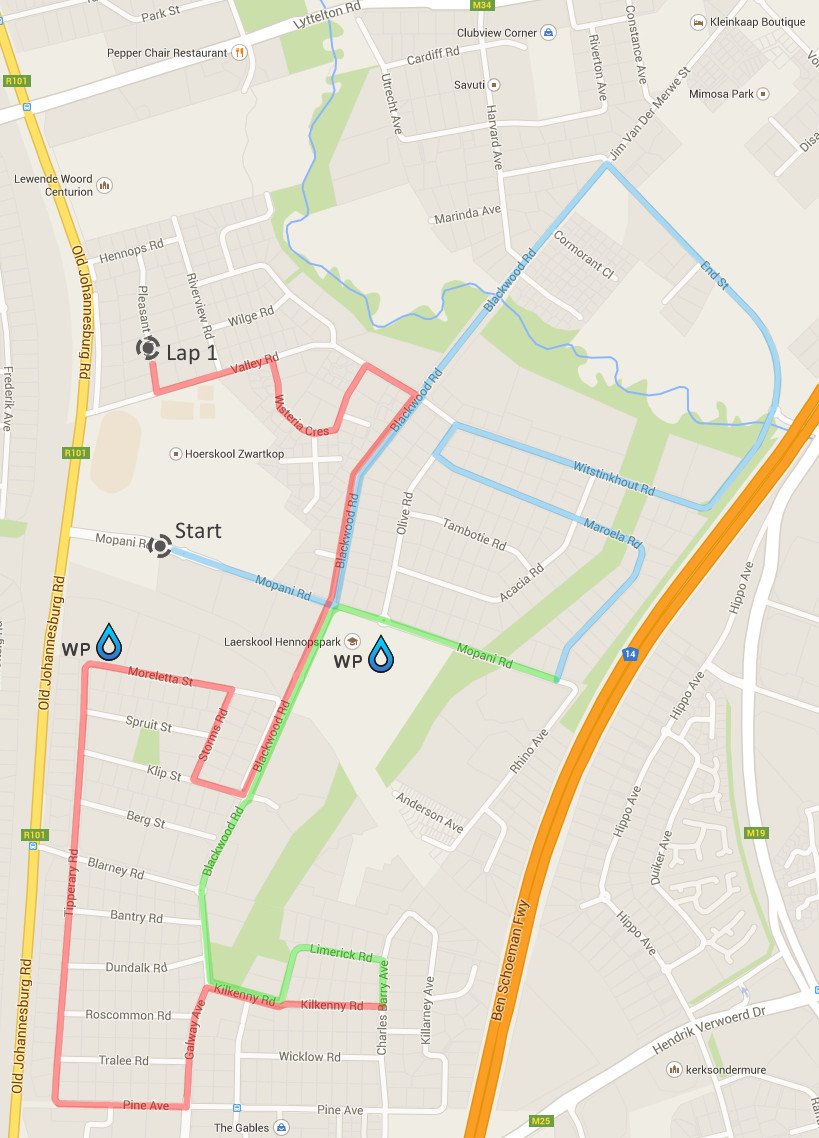 Park St
M34
Lyttelton Rd
Kleinkaap Boutique
Clubview Corner
Constance Ave
Riverton Ave
Pepper Chair Restaurant
Cardiff Rd
R101
Savuti
Utrecht Ave
Mimosa Park
Harvard Ave
Jim Van Der Merwe St
Disa
Lewende Woord
Centurion
Marinda Ave
Hennops Rd
Old Johannesburg Rd
Cormorant Cl
End St
Riverview Rd
Pleasant
Blackwood Rd
Wilge Rd
Lap 1
Valley Rd
Frederik Ave
Blackwood Rd
Wisteria Cres
R101
Hoerskool Zwartkop
Witstinkhout Rd
Olive Rd
Start
Blackwood Rd
Tambotie Rd
Maroela Rd
Mopani R
Mopani Rd
Acacia Rd
Hippo Ave
Old Johannesburg Rd
WP
Laerskool Hennopspark
WP
Mopani Rd
14
Moreletta St
Hippo Ave
Spruit St
Storms Rd
Blackwood Rd
Rhino Ave
Klip St
Anderson Ave
Hippo Ave
Berg St
R101
M19
Blackwood Rd
Duiker Ave
Blarney Rd
Tipperary Rd
Bantry Rd
Hippo Ave
Ben Schoeman Fwy
Limerick Rd
Dundalk Rd
Old Johannesburg Rd
Kilkenny Rd
Kilkenny Rd
Charles Barry Ave
Killarney Ave
Roscommon Rd
Galway Ave
Hendrik Verwoerd Dr
Wicklow Rd
Tralee Rd
kerksondermure
Pine Ave
Pine Ave
The Gables
M25